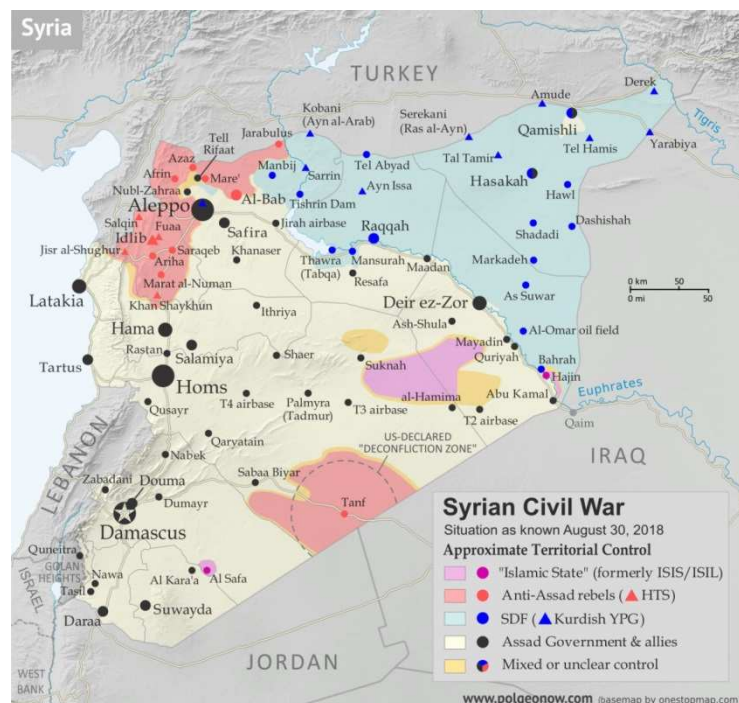 Syria
TURKEY
Derek
Amude
Kobani
(Ayn al-Arab)
Serekani
(Ras al-Ayn)
Tigris
Qamishli
Jarabulus
Tell
Rifaat
Azaz
Afrin
Mare'
Manbij
Sarrin
Tel Abyad
Tal Tamir
Tel Hamis
Yarabiya
Nubl-Zahraa
Aleppo
Al-Bab
Tishrin Dam
Ayn Issa
Hasakah
Hawl
Salqin
Fuaa
Idlib
Safira
Jirah airbase
Raqqah
Shadadi
Dashishah
Jisr al-Shughur
Saraqeb
Ariha
Khanaser
Thawra
(Tabqa)
Mansurah
Resafa
Maadan
Markadeh
Marat al-Numan
Khan Shaykhun
Latakia
Ithriya
Deir ez-Zor
As Suwar
0 km
50
0 mi
50
Hama
Ash-Shula
Al-Omar oil field
Rastan
Salamiya
Shaer
Suknah
Mayadin
Quriyah
Bahrah
Hajin
Tartus
Homs
al-Hamima
Abu Kamal
Euphrates
Qusayr
T4 airbase
Palmyra
(Tadmur)
T3 airbase
T2 airbase
Qaim
LEBANON
Qaryatain
US-DECLARED
"DECONFLICTION ZONE"
IRAQ
Nabek
Zabadani
Douma
Sabaa Biyar
Dumayr
Tanf
Damascus
Quneitra
GOLAN
HEIGHTS
ISRAEL
Nawa
Tasil
Al Kara'a
Al Safa
Daraa
Suwayda
WEST
BANK
JORDAN
Syrian Civil War
Situation as known August 30, 2018
Approximate Territorial Control
"Islamic State" (formerly ISIS/ISIL)
Anti-Assad rebels ( HTS)
SDF ( Kurdish YPG)
Assad Government & allies
Mixed or unclear control
www.polgeonow.com (basemap by onestopmap.com